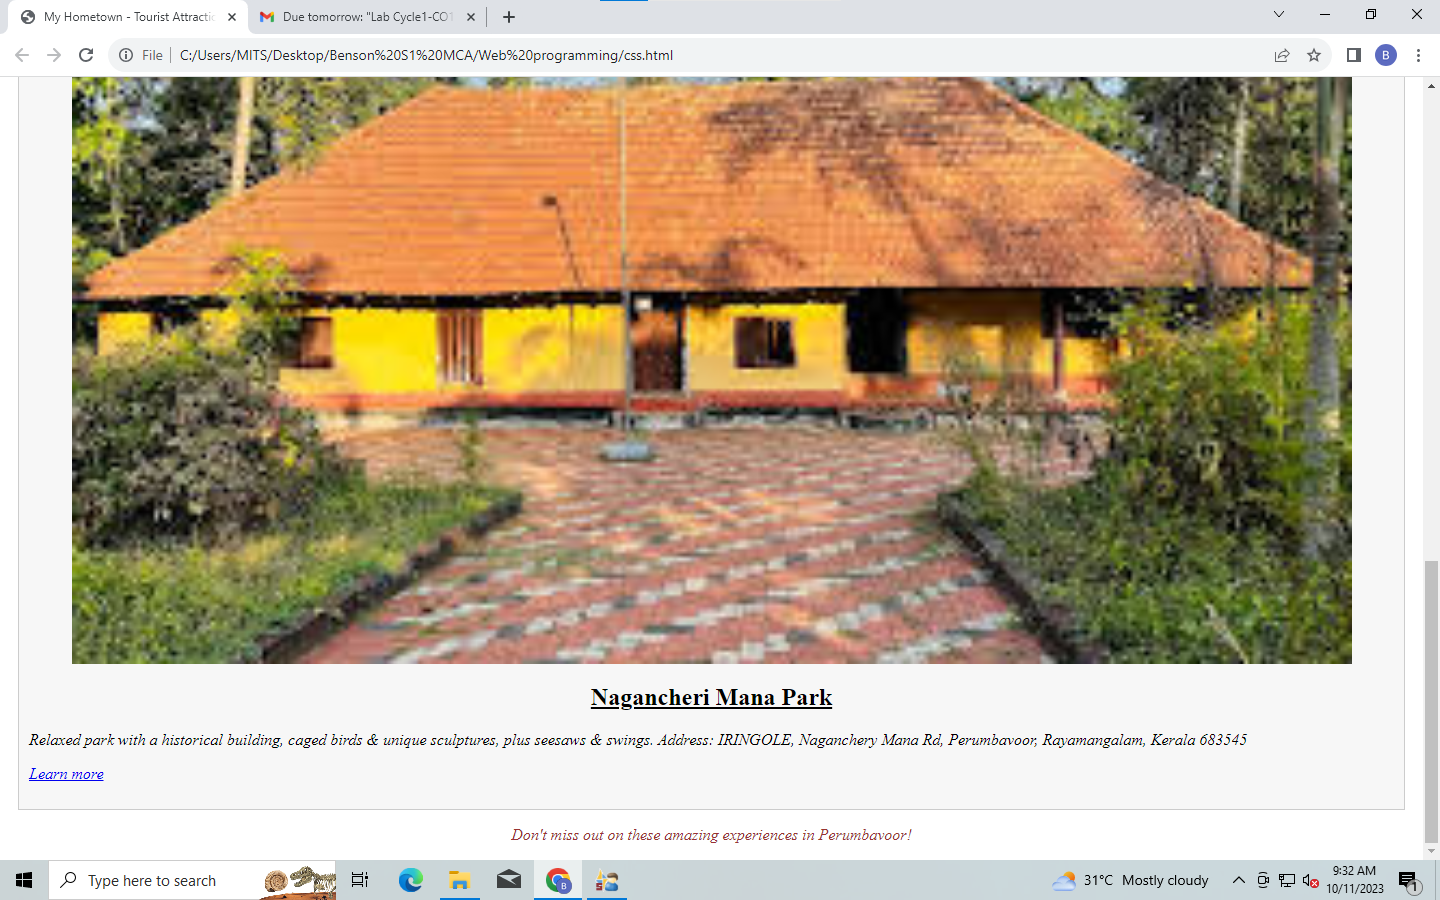 My Hometown - Tourist Attractic
Due tomorrow: "Lab Cycle1-CO1
File
C:/Users/MITS/Desktop/Benson%20S1%20MCA/Web%20programming/css.html
B
Nagancheri Mana Park
Relaxed park with a historical building, caged birds & unique sculptures, plus seesaws & swings. Address: IRINGOLE, Naganchery Mana Rd, Perumbavoor, Rayamangalam, Kerala 683545
Learn more
Don't miss out on these amazing experiences in Perumbavoor!
Type here to search
B
31°C Mostly cloudy
9:32 AM
10/11/2023
1